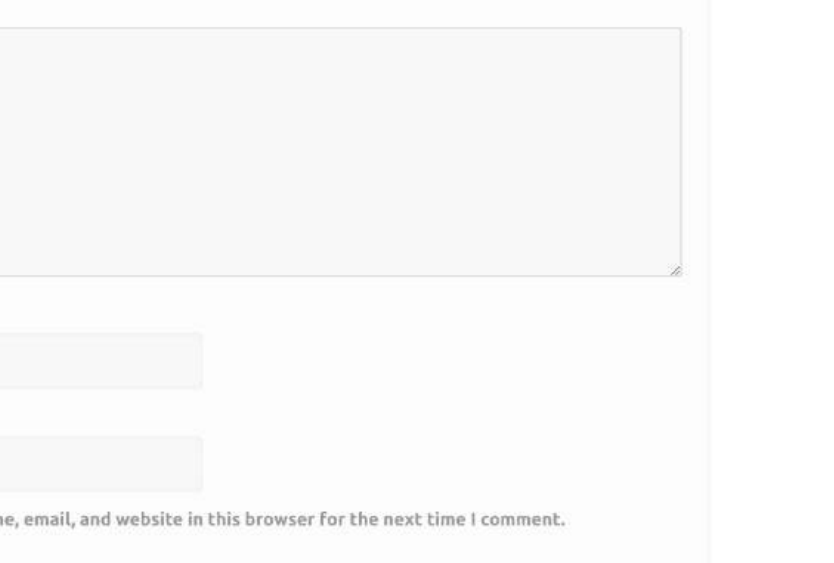 , email, and website in this browser for the next time I comment.